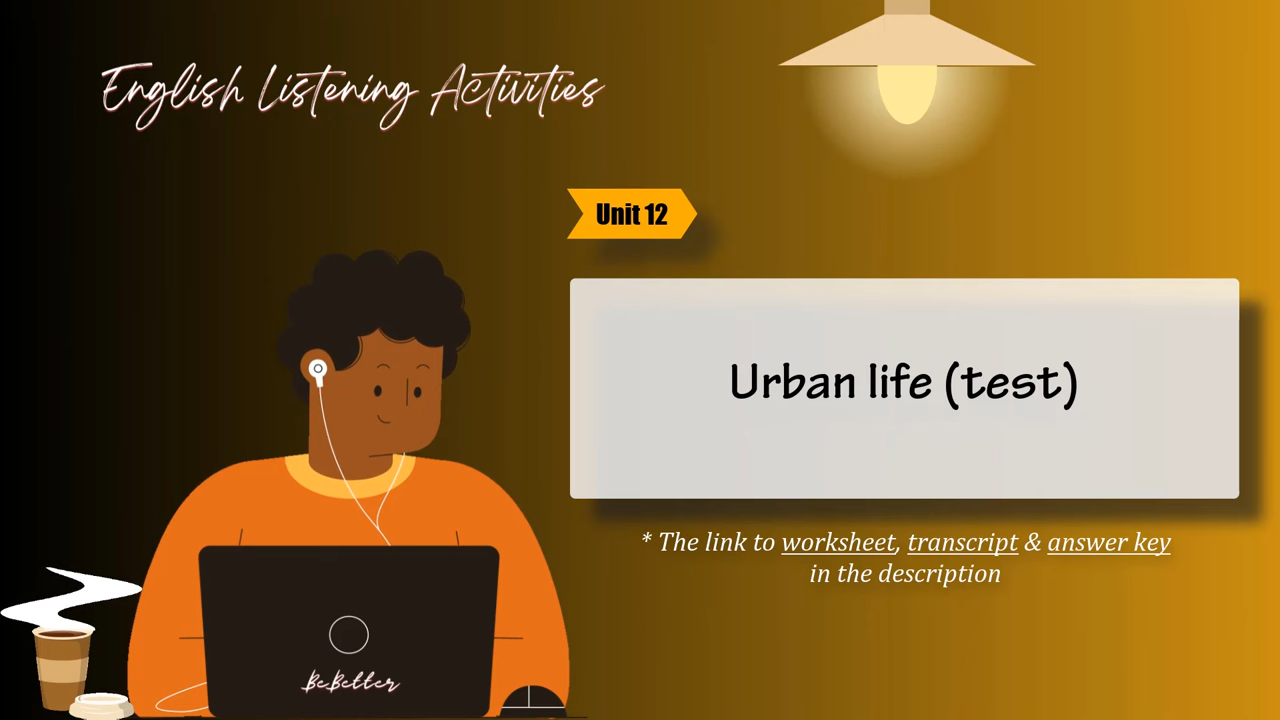 English Listening Activities
Unit 12
Urban life (test)
* The link to worksheet, transcript & answer key
in the description
BeBetter